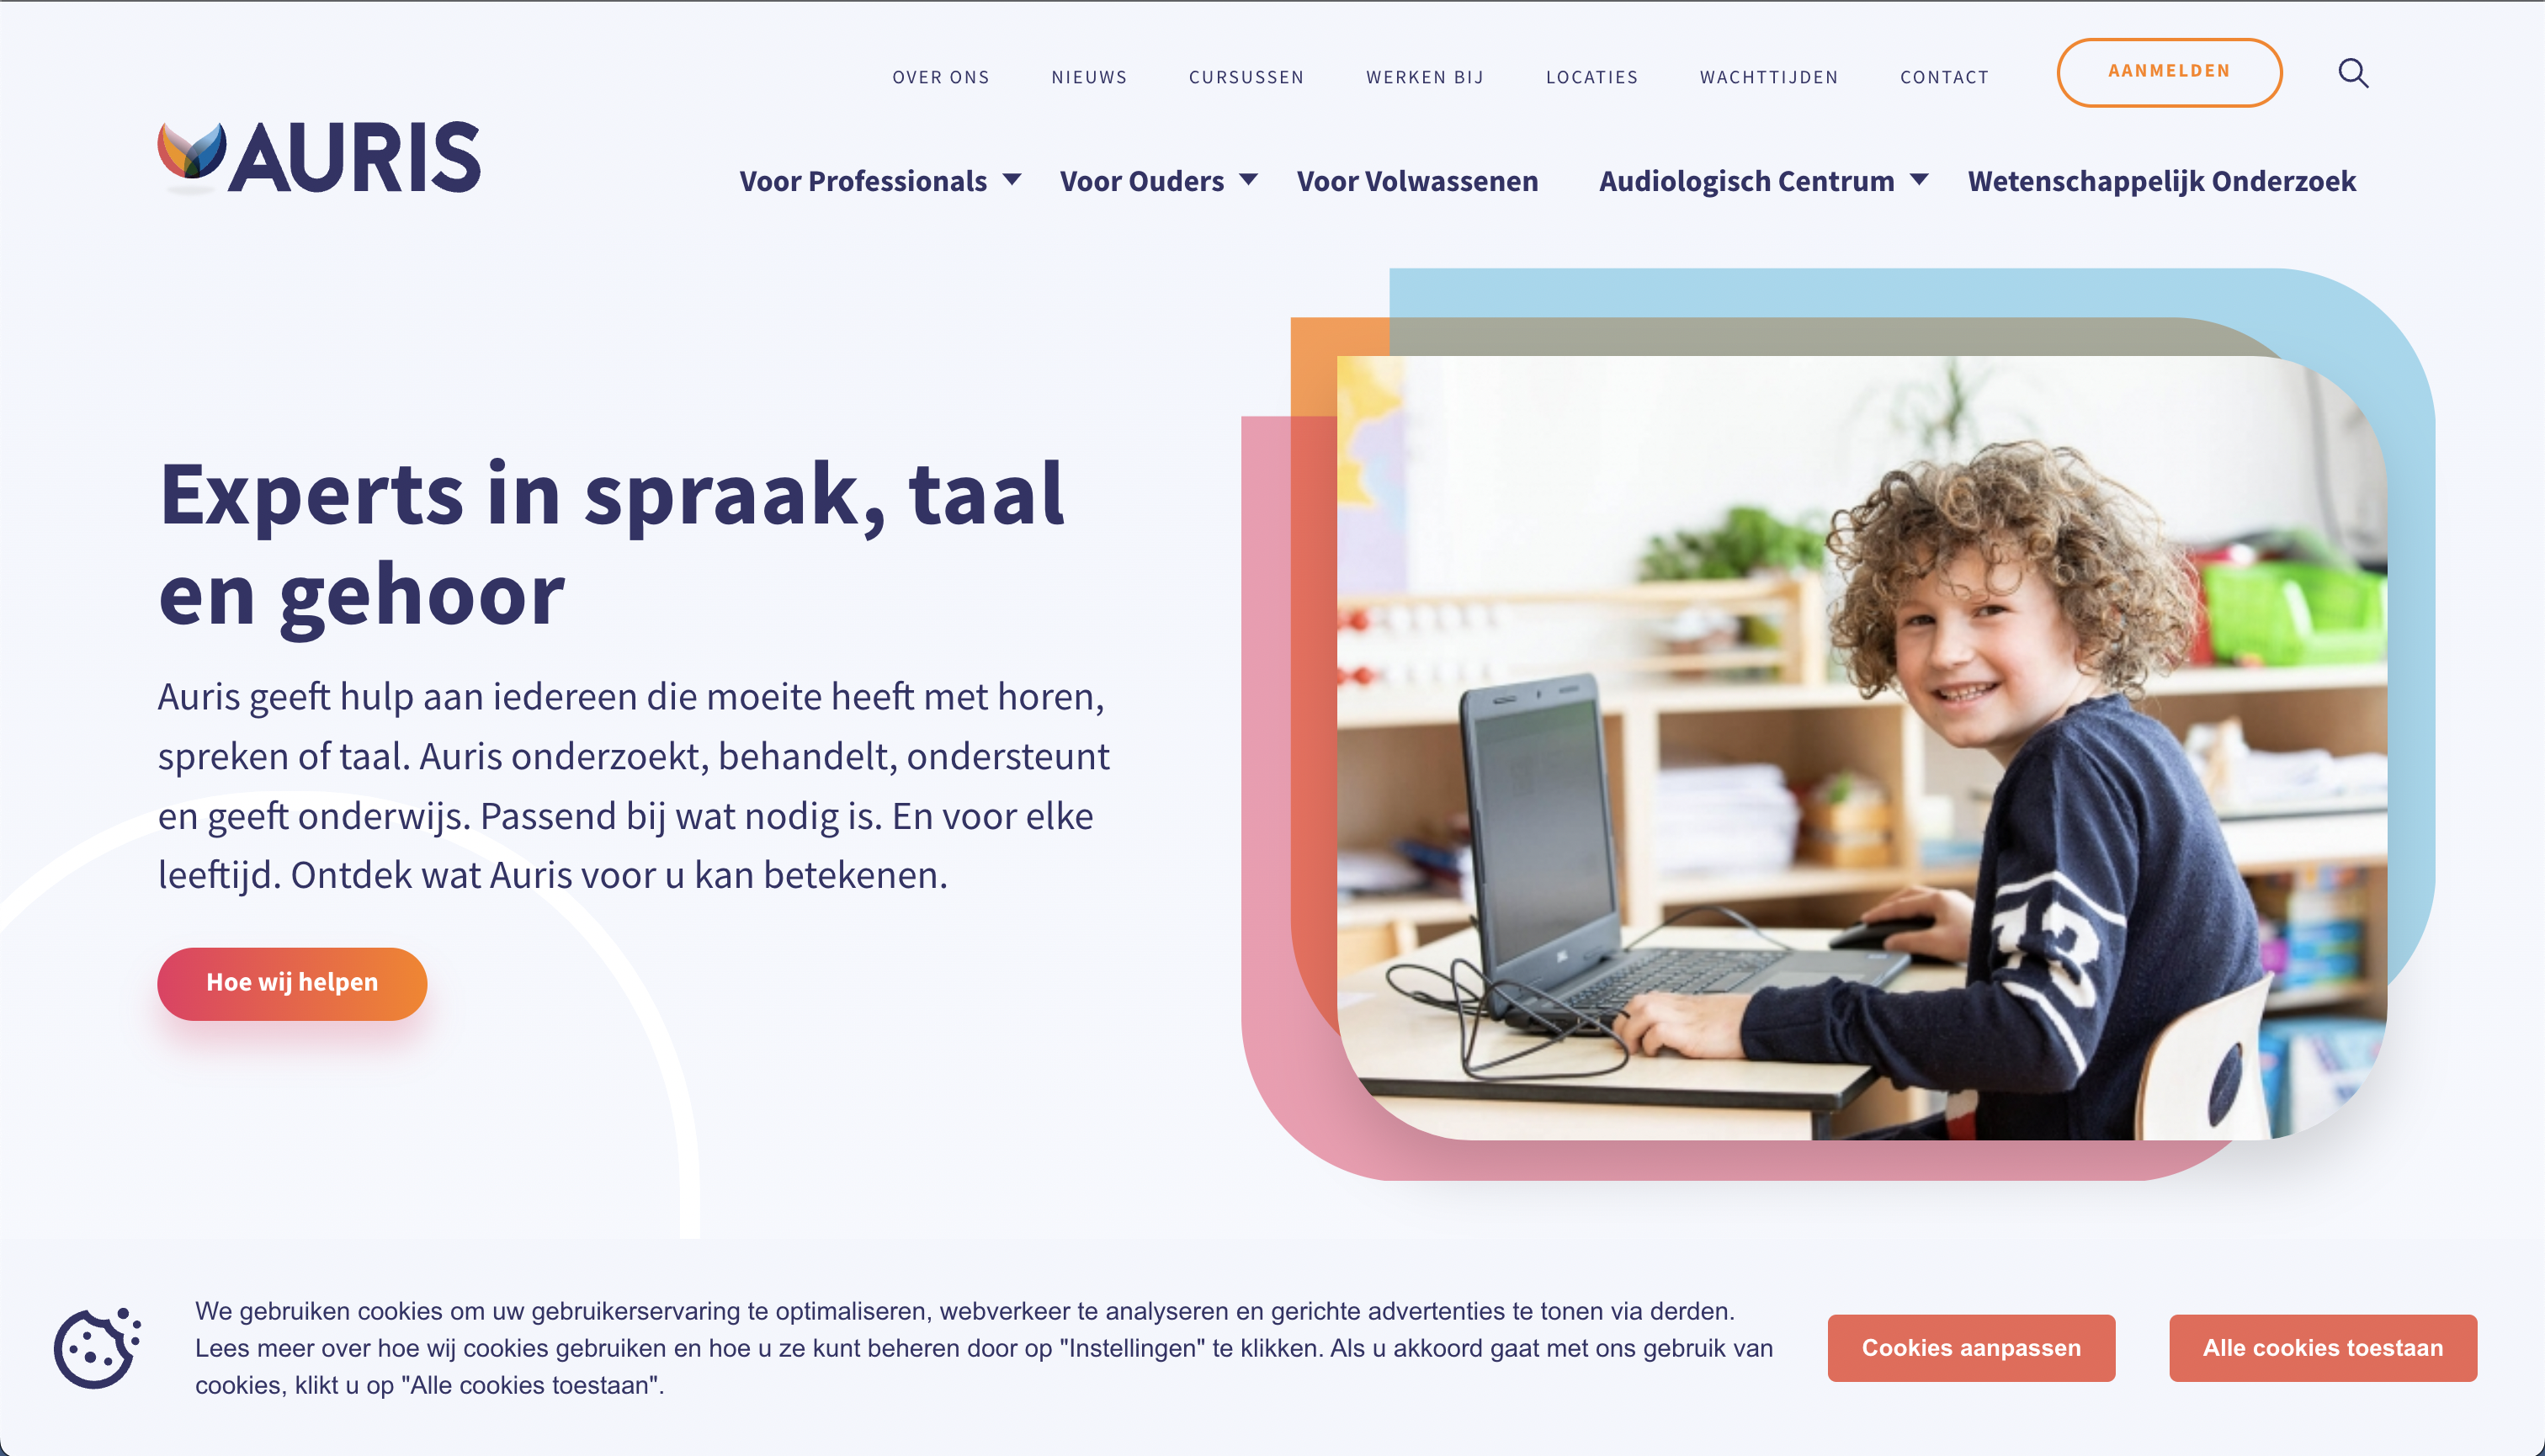 OVER ONS NIEUWS CURSUSSEN WERKEN BIJ LOCATIES WACHTTIJDEN CONTACT AANMELDEN
AURIS
Voor Professionals Voor Ouders Voor Volwassenen Audiologisch Centrum Wetenschappelijk Onderzoek
Experts in spraak, taal
en gehoor
Auris geeft hulp aan iedereen die moeite heeft met horen,
spreken of taal. Auris onderzoekt, behandelt, ondersteunt
en geeft onderwijs. Passend bij wat nodig is. En voor elke
leeftijd. Ontdek wat Auris voor u kan betekenen.
Hoe wij helpen
13
We gebruiken cookies om uw gebruikerservaring te optimaliseren, webverkeer te analyseren en gerichte advertenties te tonen via derden.
Lees meer over hoe wij cookies gebruiken en hoe u ze kunt beheren door op "Instellingen" te klikken. Als u akkoord gaat met ons gebruik van
cookies, klikt u op "Alle cookies toestaan".
Cookies aanpassen
Alle cookies toestaan